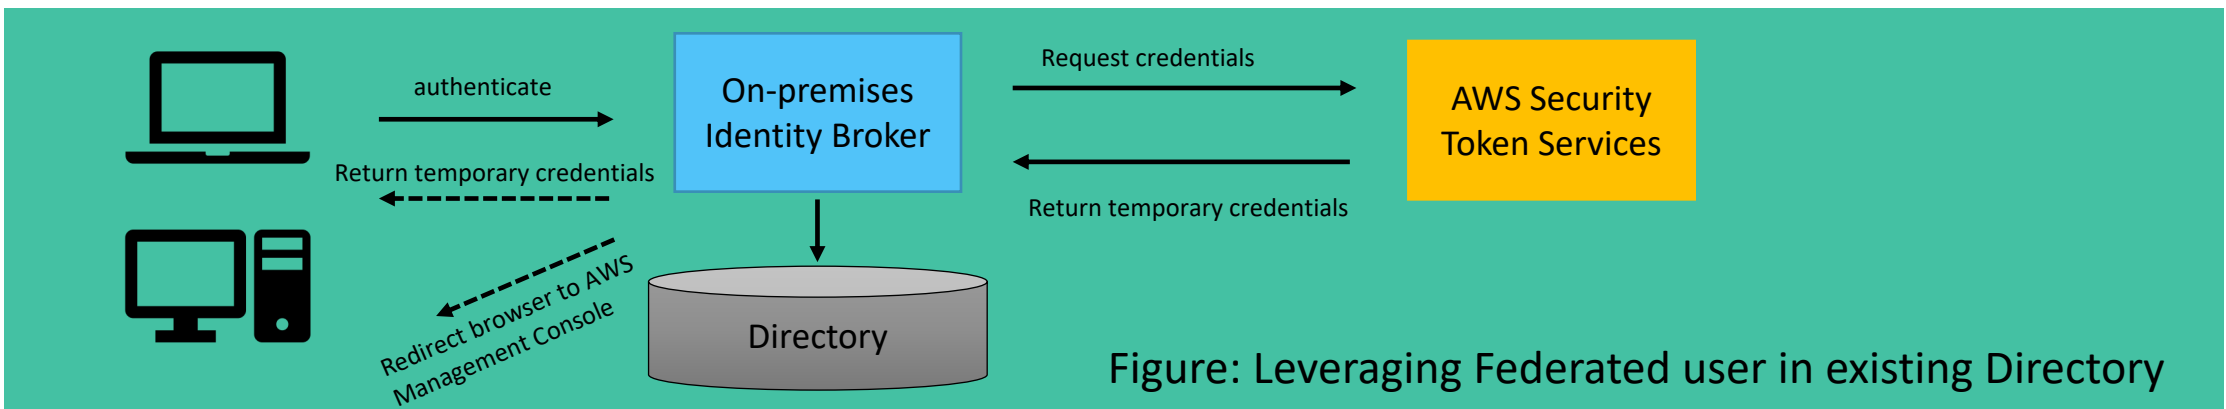 authenticate
Return temporary credentials
Redirect browser to AWS
Management Console
On-premises
Identity Broker
Directory
Request credentials
Return temporary credentials
AWS Security
Token Services
Figure: Leveraging Federated user in existing Directory